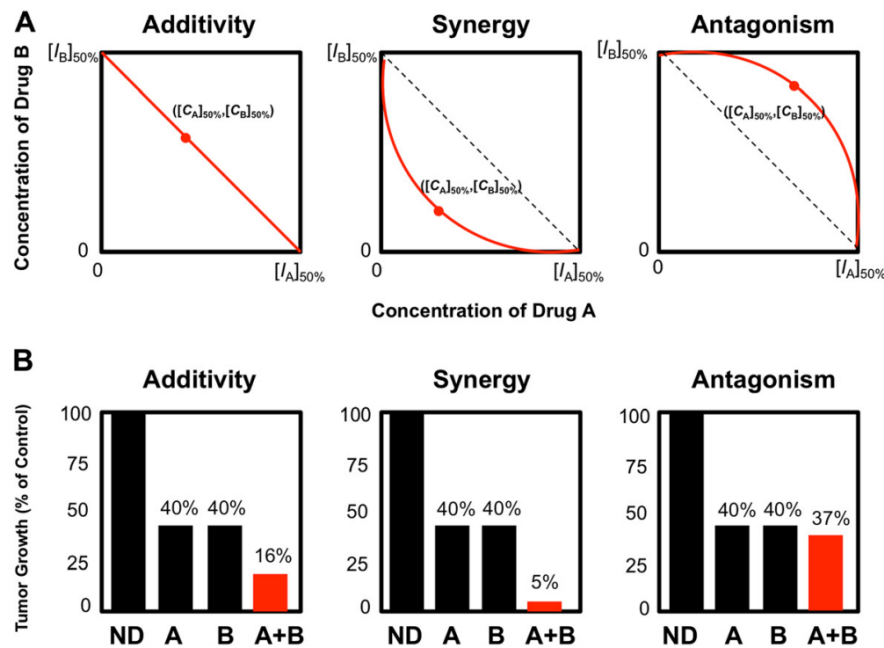 A
Additivity
Synergy
Antagonism
Concentration of Drug B
[I_B]50%
([C_A]50%,[C_B]50%)
0
0
[I_A]50%
[I_B]50%
([C_A]50%,[C_B]50%)
0
0
[I_A]50%
[I_B]50%
([C_A]50%,[C_B]50%)
0
0
[I_A]50%
Concentration of Drug A
B
Additivity
Synergy
Antagonism
Tumor Growth (% of Control)
100
75
50
25
0
40%
40%
16%
ND A B A+B
100
75
50
25
0
40%
40%
5%
ND A B A+B
100
75
50
25
0
40%
40%
37%
ND A B A+B